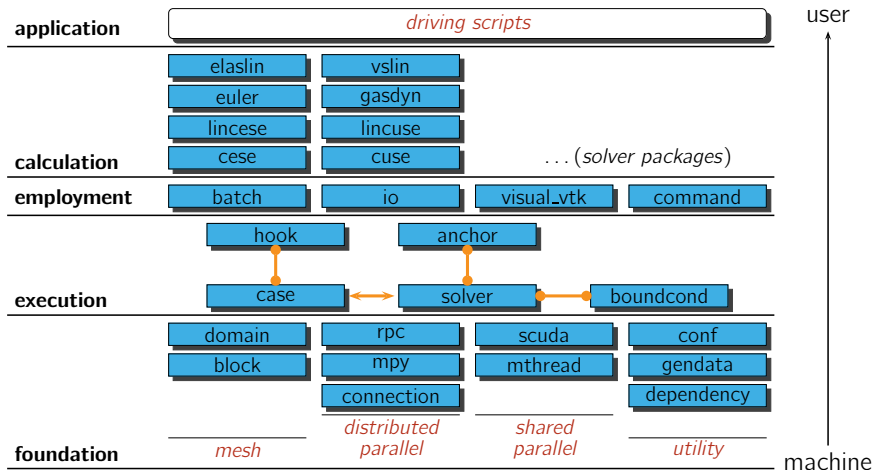 user
application
driving scripts
elaslin
vslin
euler
gasdyn
lincese
lincuse
calculation
cese
cuse
... (solver packages)
employment
batch
io
visual_vtk
command
hook
anchor
execution
case
solver
boundcond
domain
rpc
scuda
conf
block
mpy
mthread
gendata
connection
dependency
foundation
mesh
distributed
parallel
shared
parallel
utility
machine